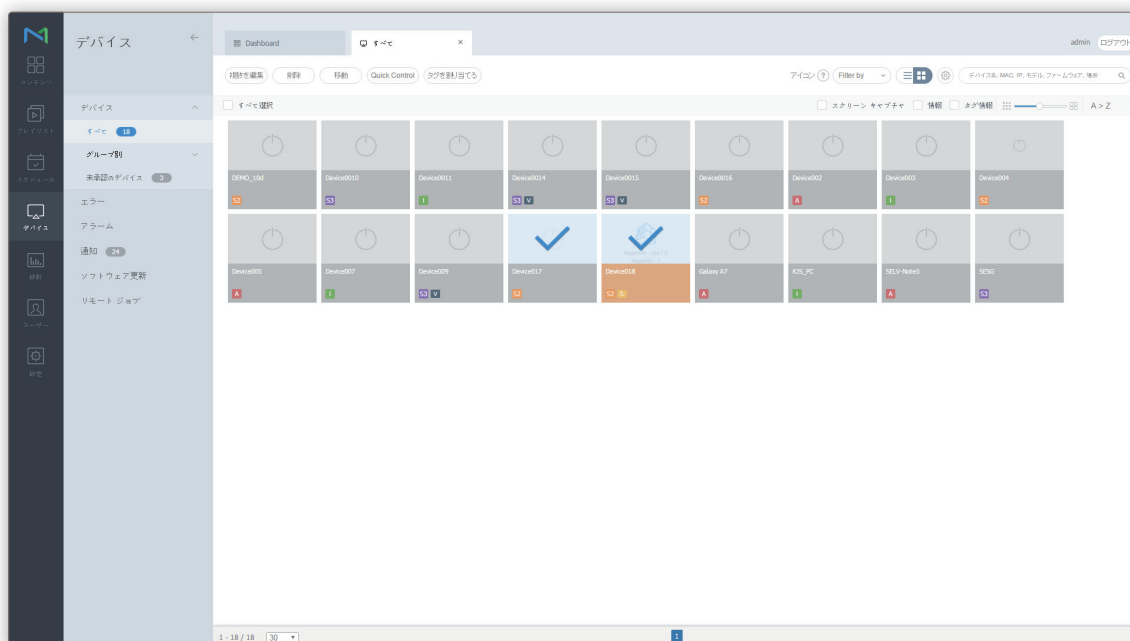 デバイス
←
Dashboard
すべて
×
admin
ログアウト
削除
移動
Quick Control
タグを割り当てる
アイコン ?
Filter by
デバイス名, MAC, IP, モデル, ファームウェア, 場所
すべて選択
スクリーン キャプチャ
情報
タグ情報
A > Z
コンテンツ
プレイリスト
スケジュール
デバイス
統計
ユーザー
設定
デバイス
すべて 18
グループ別
未承認のデバイス 3
エラー
アラーム
通知 24
ソフトウェア更新
リモート ジョブ
DEMO_10d
Device0010
Device0011
Device0014
Device0015
Device0016
Device002
Device003
Device004
S2
S3
I
S3 V
S3 V
S2
A
I
S2
Device005
Device007
Device009
Device017
Device018
Galaxy A7
KIS_PC
SELV-Note5
SESG
A
I
S3 V
S2
S2 S
A
I
A
S3
1 - 18 / 18
30
1